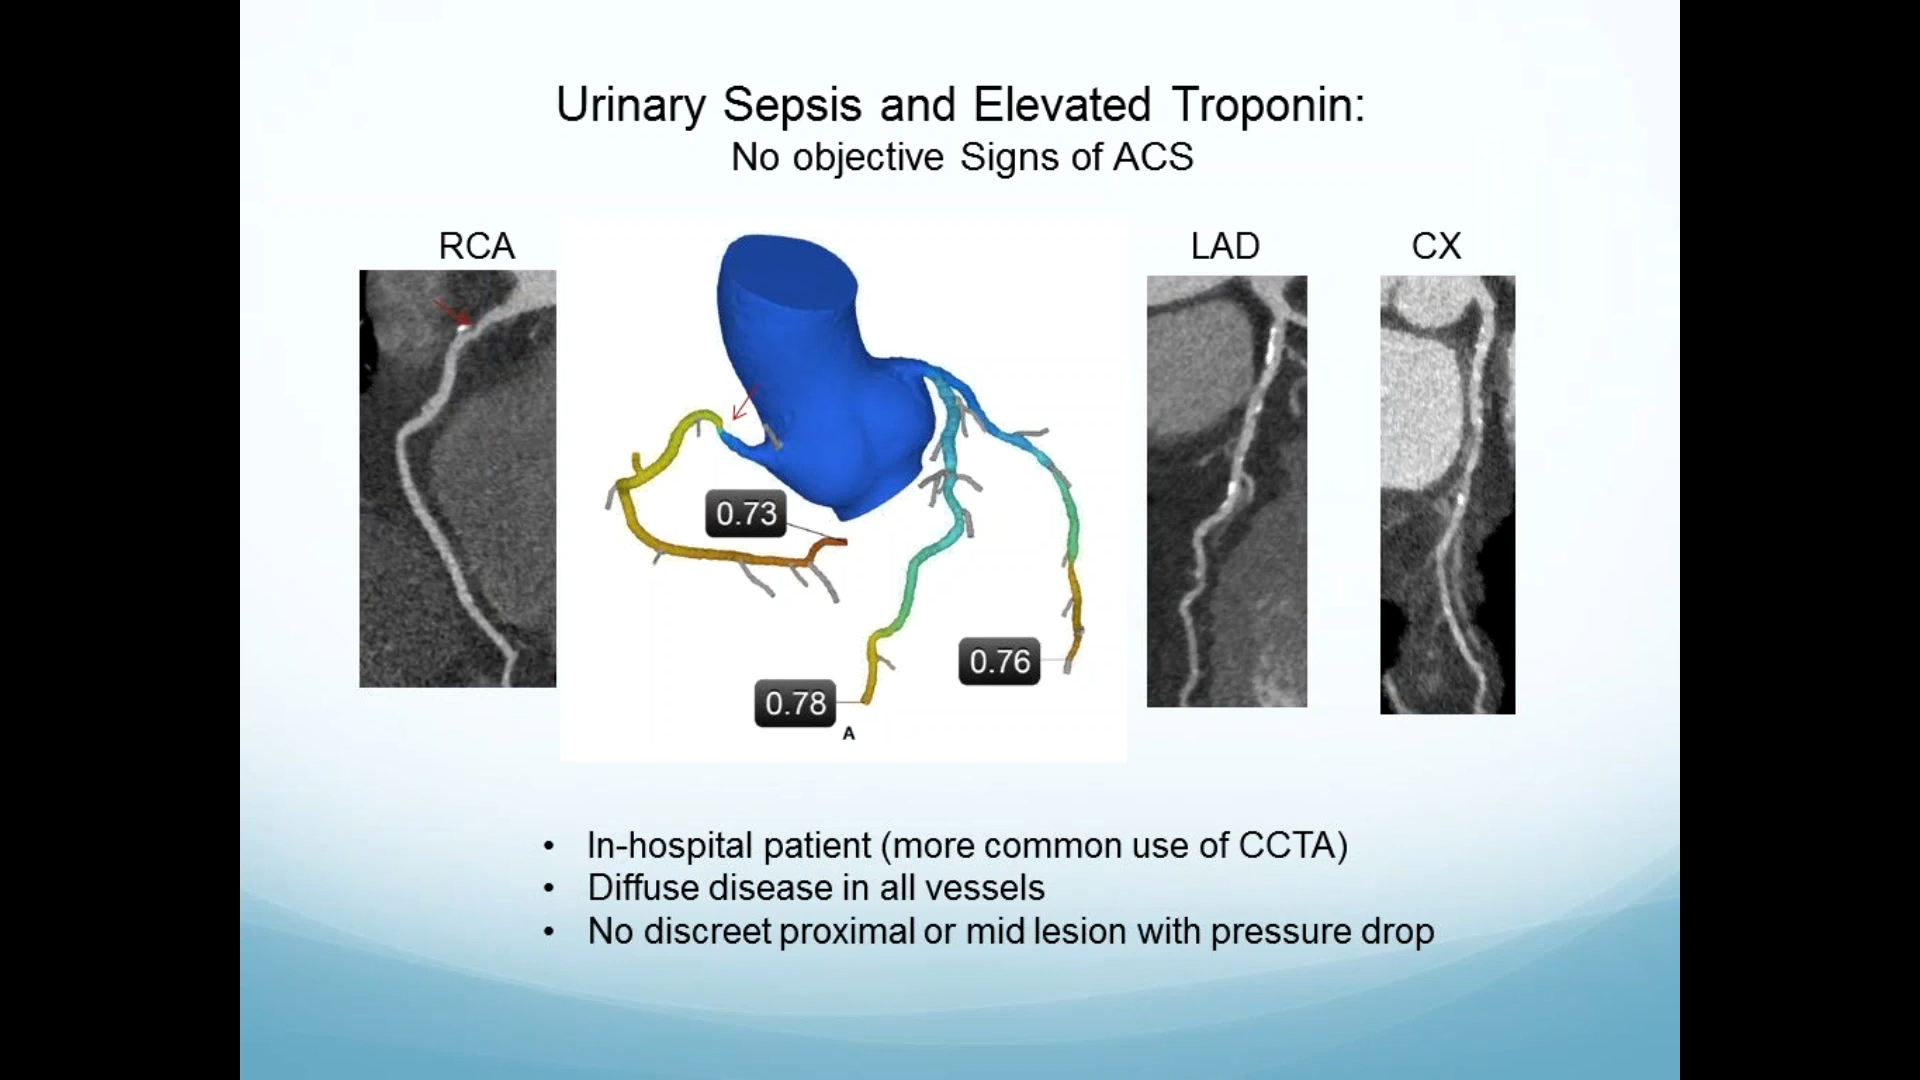 Urinary Sepsis and Elevated Troponin:
No objective Signs of ACS
RCA
LAD
CX
0.73
0.76
0.78
A
• In-hospital patient (more common use of CCTA)
• Diffuse disease in all vessels
• No discreet proximal or mid lesion with pressure drop